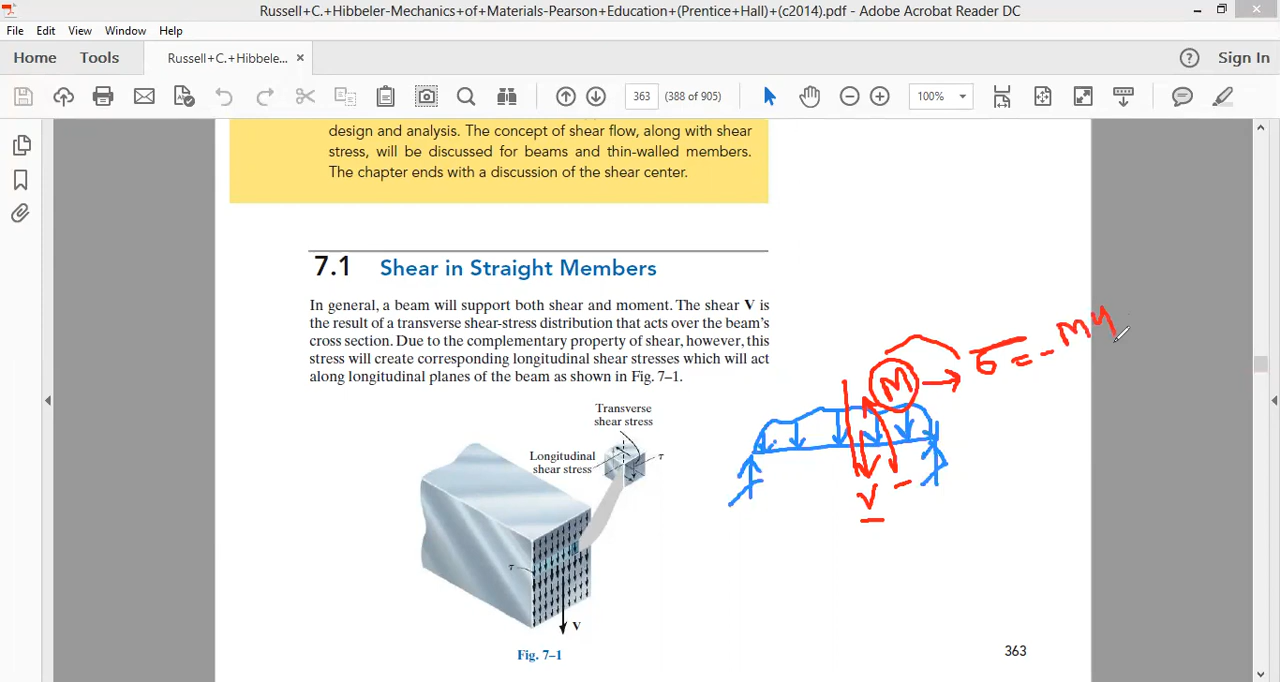 Russell+C.+Hibbeler-Mechanics+of+Materials-Pearson+Education+(Prentice+Hall)+(c2014).pdf - Adobe Acrobat Reader DC
File Edit View Window Help
Home Tools Russell+C.+Hibbele... × ? Sign In
363 (388 of 905) 100%
design and analysis. The concept of shear flow, along with shear
stress, will be discussed for beams and thin-walled members.
The chapter ends with a discussion of the shear center.
7.1 Shear in Straight Members
In general, a beam will support both shear and moment. The shear V is
the result of a transverse shear-stress distribution that acts over the beam's
cross section. Due to the complementary property of shear, however, this
stress will create corresponding longitudinal shear stresses which will act
along longitudinal planes of the beam as shown in Fig. 7–1.
Transverse
shear stress
Longitudinal
shear stress
τ
τ
V
Fig. 7–1
M
σ = - My
V
363